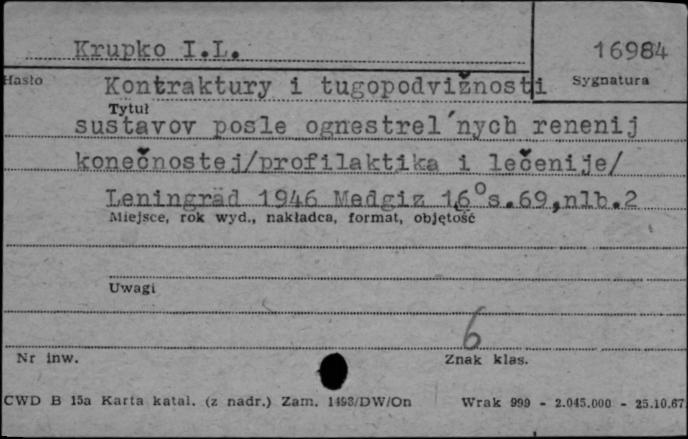 Krupko I.L.
16984
Hasło
Sygnatura
Kontraktury i tugopodvižnosti
Tytuł
sustavov posle ognestrel´nych renenij
konečnostej/profilaktika i lečenije/
Leningrad 1946 Medgiz 16° s.69,nlb.2
Miejsce, rok wyd., nakładca, format, objętość
Uwagi
6
Nr inw.
Znak klas.
CWD B 15a Karta katal. (z nadr.) Zam. 1493/DW/On
Wrak 999 - 2.045.000 - 25.10.67